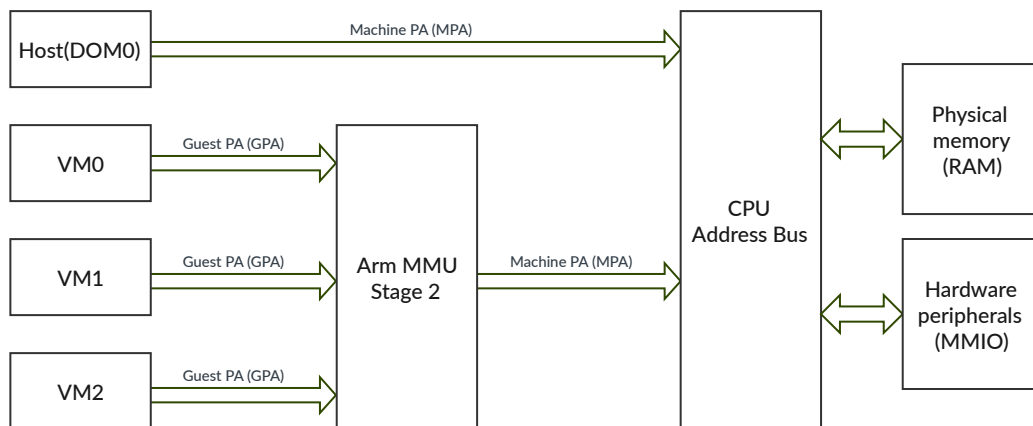 Machine PA (MPA)
Host(DOM0)
Guest PA (GPA)
VM0
Guest PA (GPA)
VM1
Guest PA (GPA)
VM2
Arm MMU
Stage 2
Machine PA (MPA)
CPU
Address Bus
Physical
memory
(RAM)
Hardware
peripherals
(MMIO)